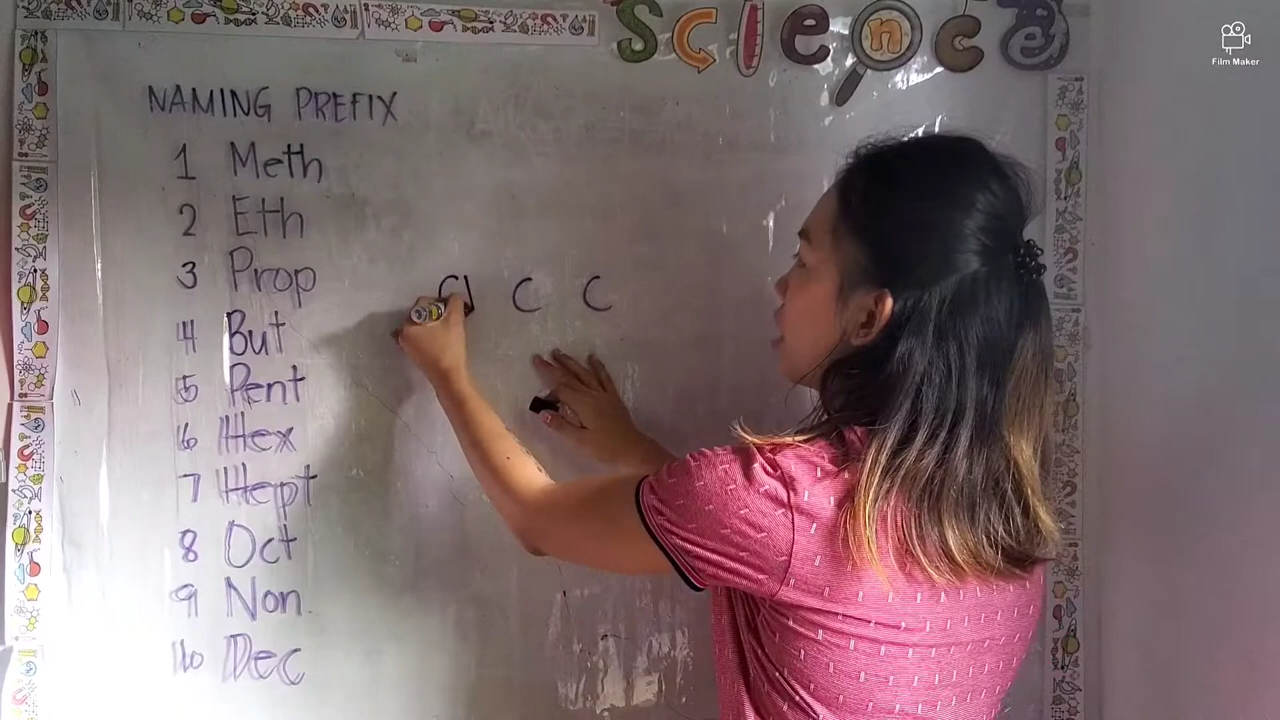 Science
Film Maker
NAMING PREFIX
1 Meth
2 Eth
3 Prop
4 But
5 Pent
6 Hex
7 Hept
8 Oct
9 Non
10 Dec
C C C